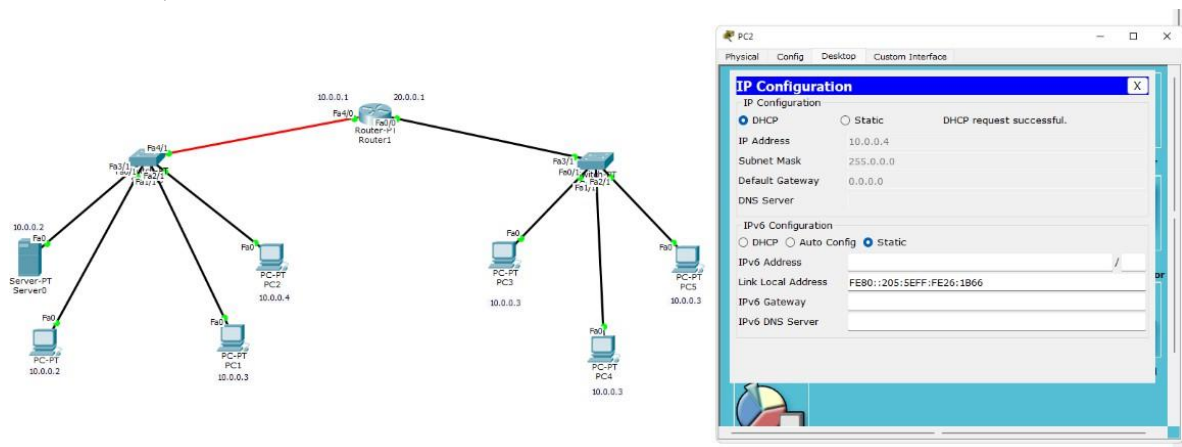 10.0.0.1
20.0.0.1
Fa4/0
Fa0/0
Router-PT
Router1
Fa4/1
Fa3/1
Fa2/1
Fa1/1
10.0.0.2
Fa0
Server-PT
Server0
Fa0
PC-PT
PC2
10.0.0.4
Fa0
PC-PT
10.0.0.2
Fa0
PC-PT
PC1
10.0.0.3
Fa3/1
Fa0/1
Fa2/1
Fa1/1
Fa0
PC-PT
PC3
10.0.0.3
Fa0
PC-PT
PC5
10.0.0.3
Fa0
PC-PT
PC4
10.0.0.3
PC2
Physical Config Desktop Custom Interface
IP Configuration X
IP Configuration
DHCP Static DHCP request successful.
IP Address 10.0.0.4
Subnet Mask 255.0.0.0
Default Gateway 0.0.0.0
DNS Server
IPv6 Configuration
DHCP Auto Config Static
IPv6 Address /
Link Local Address FE80::205:5EFF:FE26:1B66
IPv6 Gateway
IPv6 DNS Server